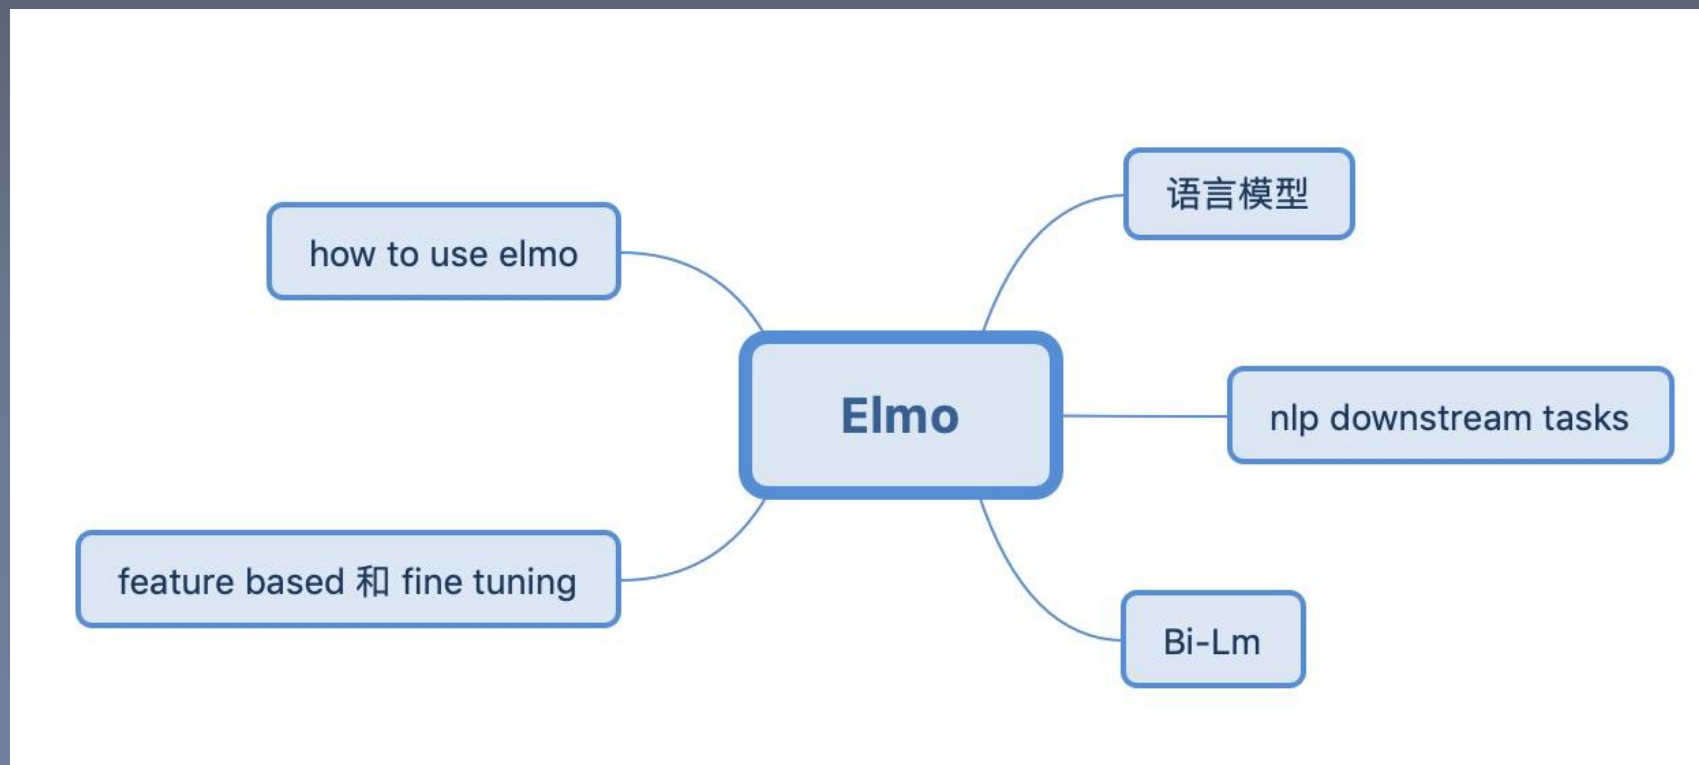 语言模型
how to use elmo
Elmo
nlp downstream tasks
feature based 和 fine tuning
Bi-Lm